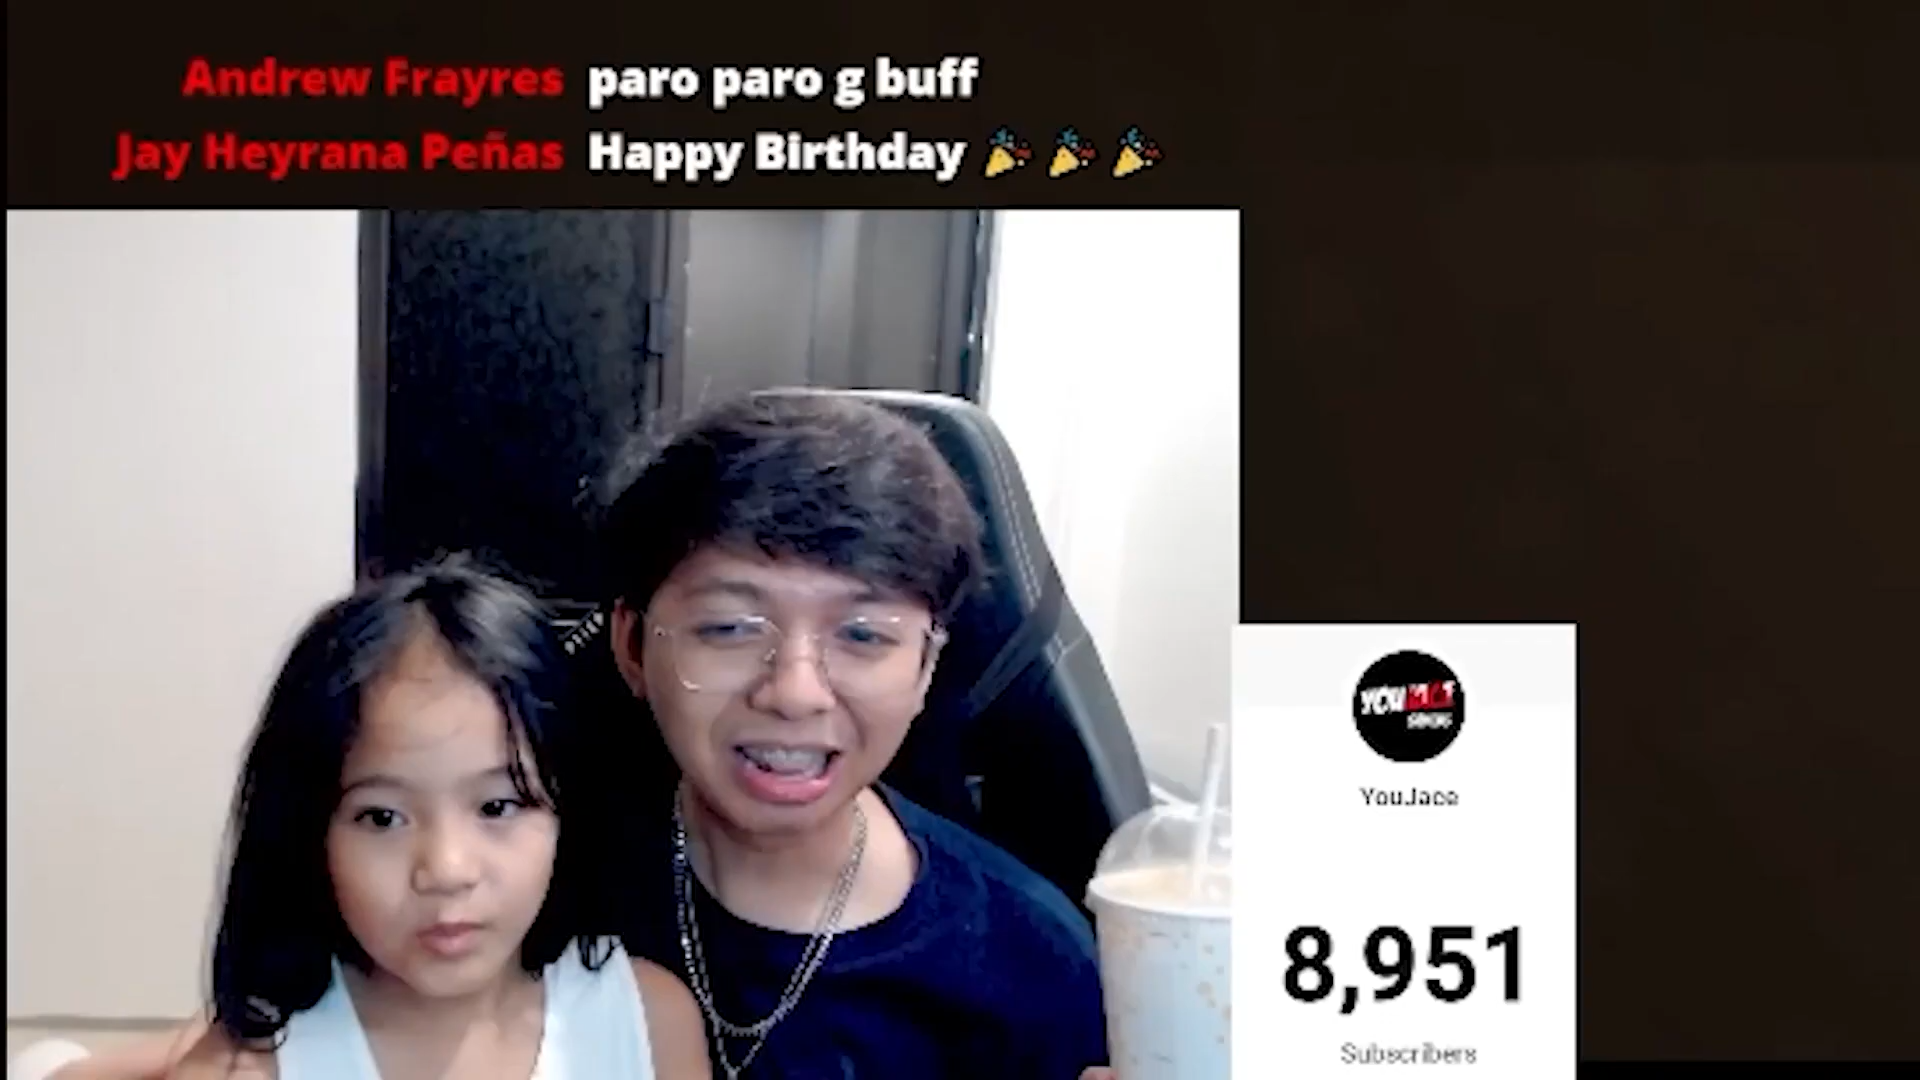 Andrew Frayres paro paro g buff
Jay Heyrana Peñas Happy Birthday 🎉 🎉 🎉
YouJace
8,951
Subscribers